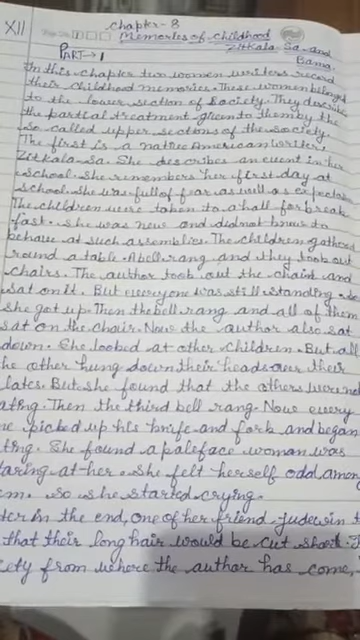 XII
Chapter - 8
Memories of childhood
Zitkala-Sa and
Bama
PART → 1
In this chapter two women writers record
their childhood memories. These women belonged
to the lower section of society. They describe
the partial treatment given to them by the
so called upper sections of the society.
The first is a native American writer,
Zitkala-Sa. She describes an event in her
school. She remembers her first day at
school. She was full of fear as well as
The children were taken to a hall for break
fast. She was new and did not know to
behave at such assemblies. The children gathered
round a table. A bell rang and they took out
chairs. The author took out the chair and
sat on it. But everyone was still standing. So
she got up. Then the bell rang and all of them
sat on the chair. Now the author also sat
down. She looked at other children. But all
he other hung down their heads over their
lates. But she found that the others were not
ating. Then the third bell rang. Now every
ne picked up his knife and fork and began
ting. She found a paleface woman was
taring at her. She felt herself odd among
em. So she started crying.
ter in the end, one of her friend Judewin t
that their long hair would be cut short.
iety from where the author has come,